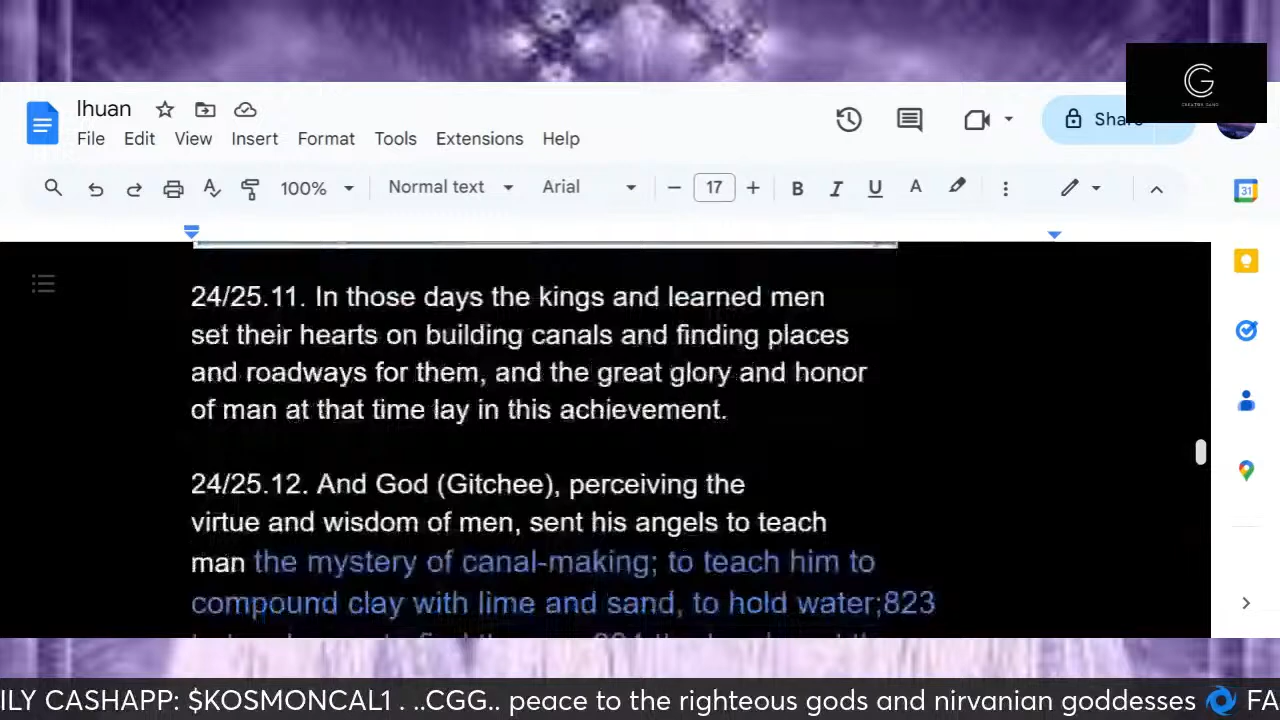 Ihuan
File Edit View Insert Format Tools Extensions Help
Share
100% Normal text Arial 17 B I U A
31
24/25.11. In those days the kings and learned men
set their hearts on building canals and finding places
and roadways for them, and the great glory and honor
of man at that time lay in this achievement.
24/25.12. And God (Gitchee), perceiving the
virtue and wisdom of men, sent his angels to teach
man the mystery of canal-making; to teach him to
compound clay with lime and sand, to hold water;823
ILY CASHAPP: $KOSMONCAL1 . ..CGG.. peace to the righteous gods and nirvanian goddesses FA